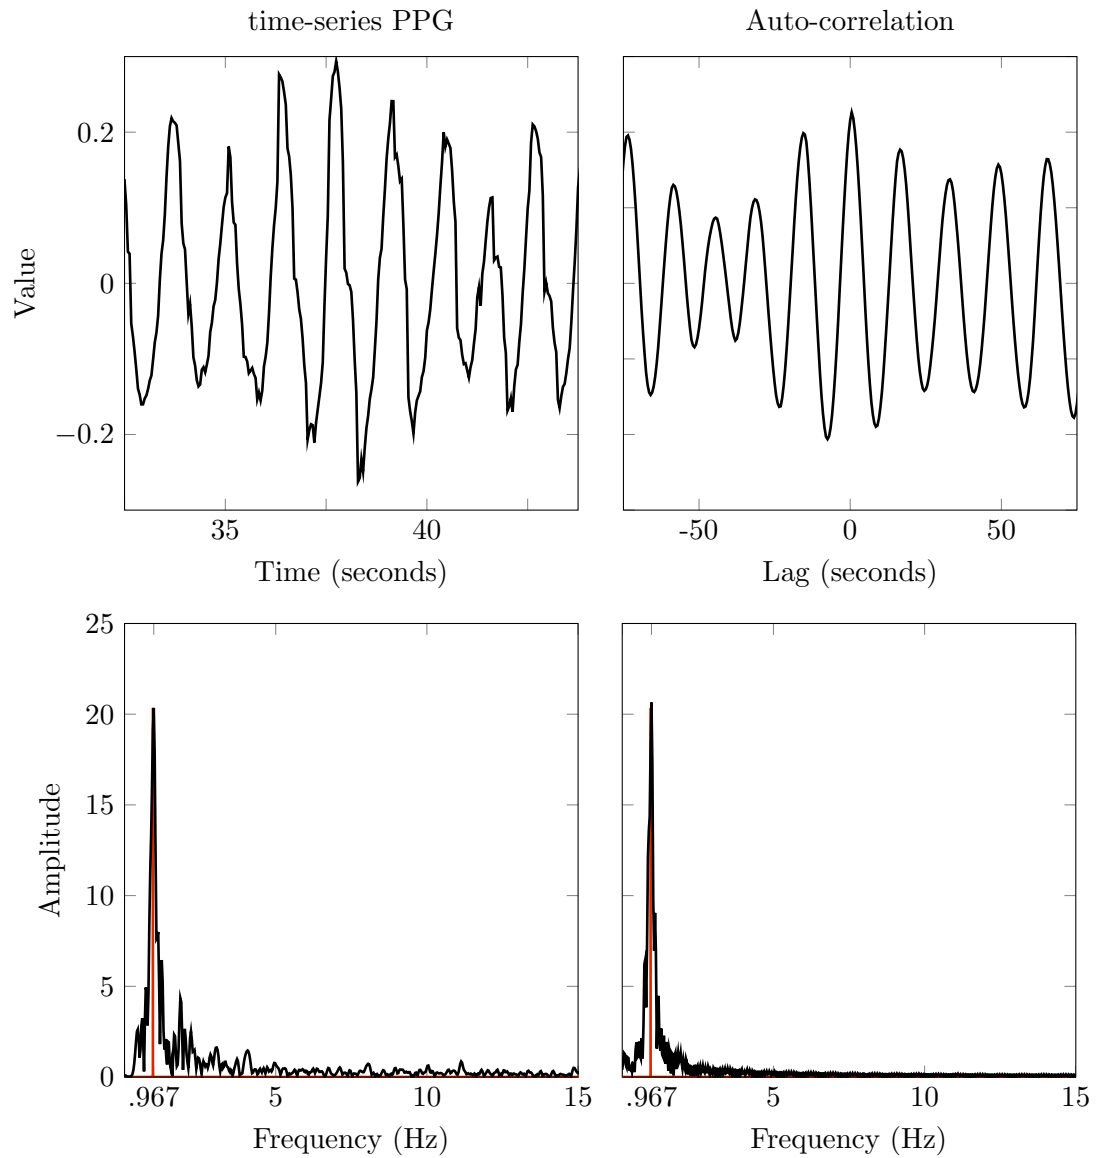 time-series PPG
Auto-correlation
0.2
0
−0.2
Value
35
40
-50
0
50
Time (seconds)
Lag (seconds)
25
20
15
10
5
0
Amplitude
.967
5
10
15
.967
5
10
15
Frequency (Hz)
Frequency (Hz)